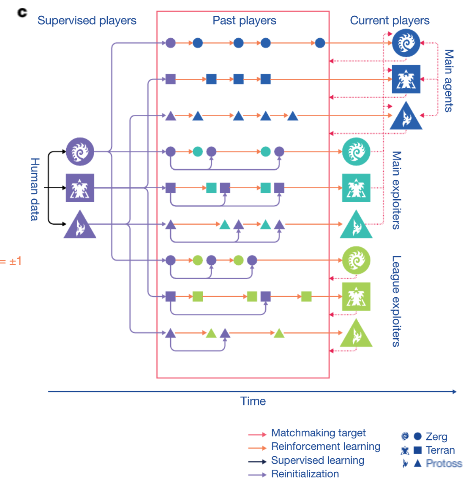 c
Supervised players
Past players
Current players
Main agents
Human data
Main exploiters
= ±1
League exploiters
Time
Matchmaking target
Reinforcement learning
Supervised learning
Reinitialization
Zerg
Terran
Protoss